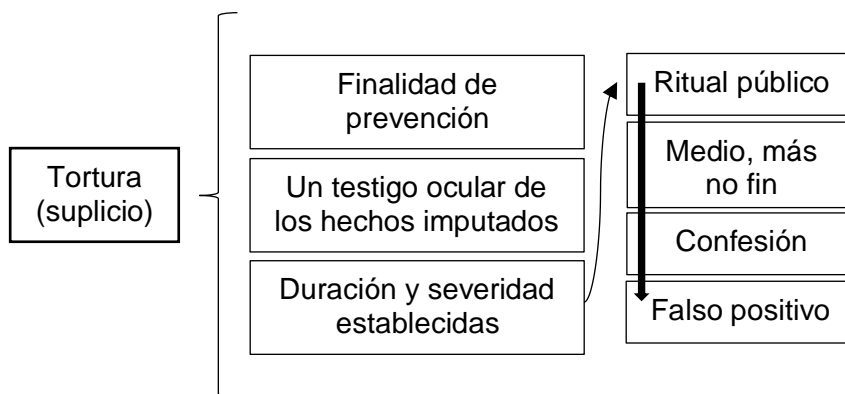 Tortura
(suplicio)
Finalidad de
prevención
Un testigo ocular de
los hechos imputados
Duración y severidad
establecidas
Ritual público
Medio, más
no fin
Confesión
Falso positivo